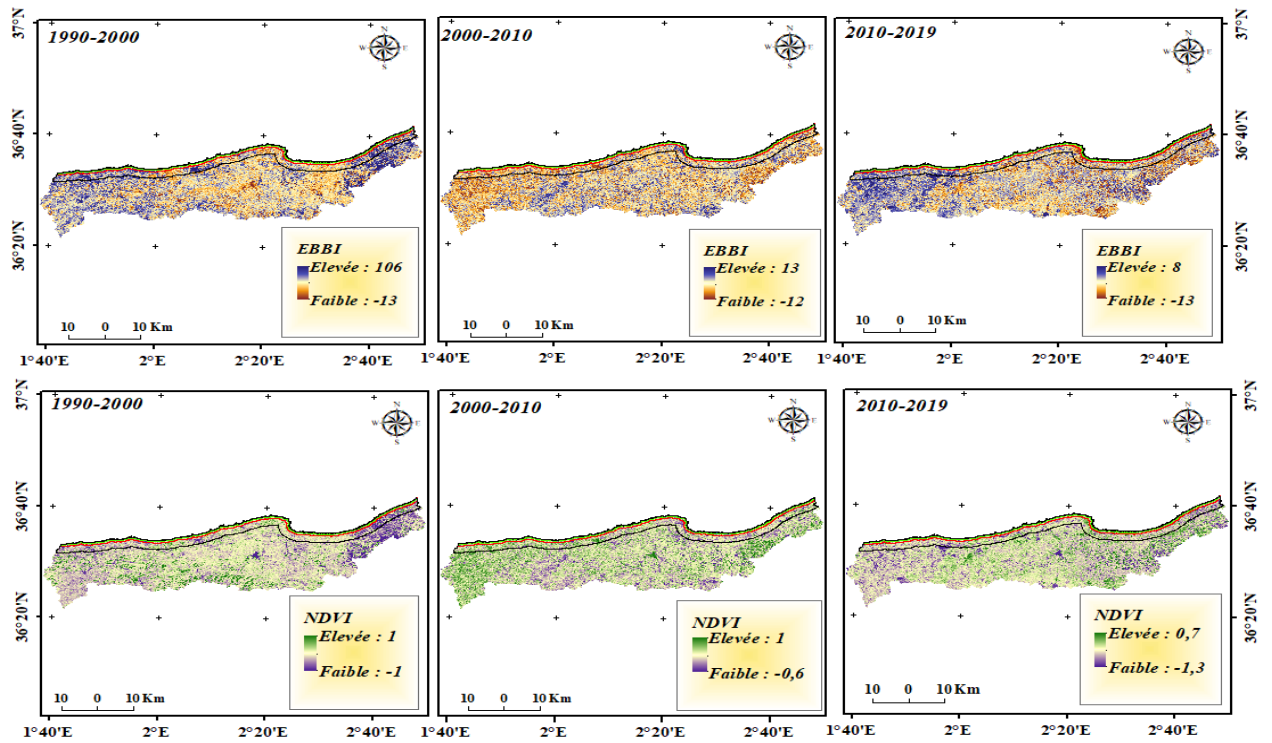 1990-2000
2000-2010
2010-2019
N
W E
S
N
W E
S
N
W E
S
37°N
36°40'N
36°20'N
37°N
36°40'N
36°20'N
EBBI
Elevée : 106
Faible : -13
EBBI
Elevée : 13
Faible : -12
EBBI
Elevée : 8
Faible : -13
10 0 10 Km
10 0 10 Km
10 0 10 Km
1°40'E 2°E 2°20'E 2°40'E
1°40'E 2°E 2°20'E 2°40'E
1°40'E 2°E 2°20'E 2°40'E
1990-2000
2000-2010
2010-2019
N
W E
S
N
W E
S
N
W E
S
37°N
36°40'N
36°20'N
37°N
36°40'N
36°20'N
NDVI
Elevée : 1
Faible : -1
NDVI
Elevée : 1
Faible : -0,6
NDVI
Elevée : 0,7
Faible : -1,3
10 0 10 Km
10 0 10 Km
10 0 10 Km
1°40'E 2°E 2°20'E 2°40'E
1°40'E 2°E 2°20'E 2°40'E
1°40'E 2°E 2°20'E 2°40'E